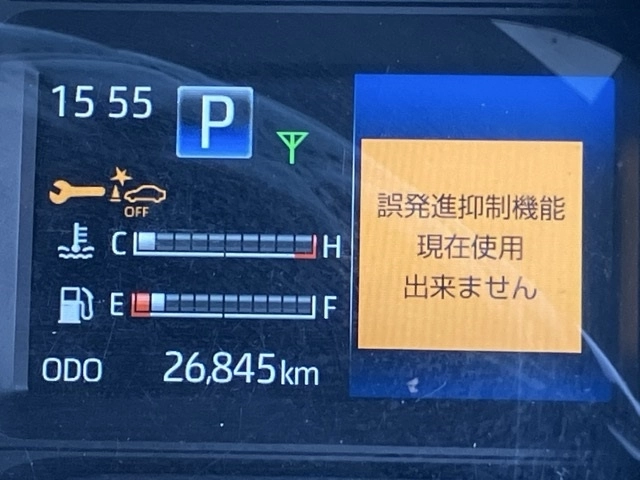 15 55
P
OFF
C H
E F
ODO 26,845km
誤発進抑制機能
現在使用
出来ません